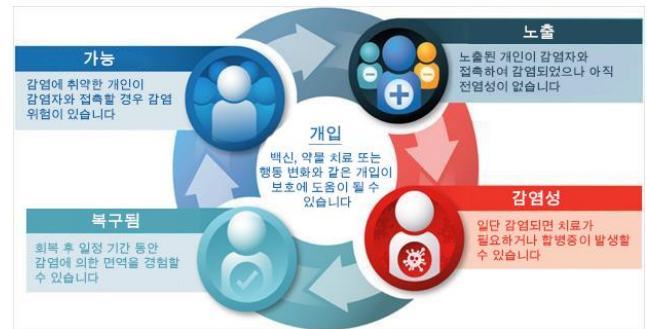 가능
감염에 취약한 개인이
감염자와 접촉할 경우 감염
위험이 있습니다
노출
노출된 개인이 감염자와
접촉하여 감염되었으나 아직
전염성이 없습니다
개입
백신, 약물 치료 또는
행동 변화와 같은 개입이
보호에 도움이 될 수
있습니다
복구됨
회복 후 일정 기간 동안
감염에 의한 면역을 경험할
수 있습니다
감염성
일단 감염되면 치료가
필요하거나 합병증이 발생할
수 있습니다